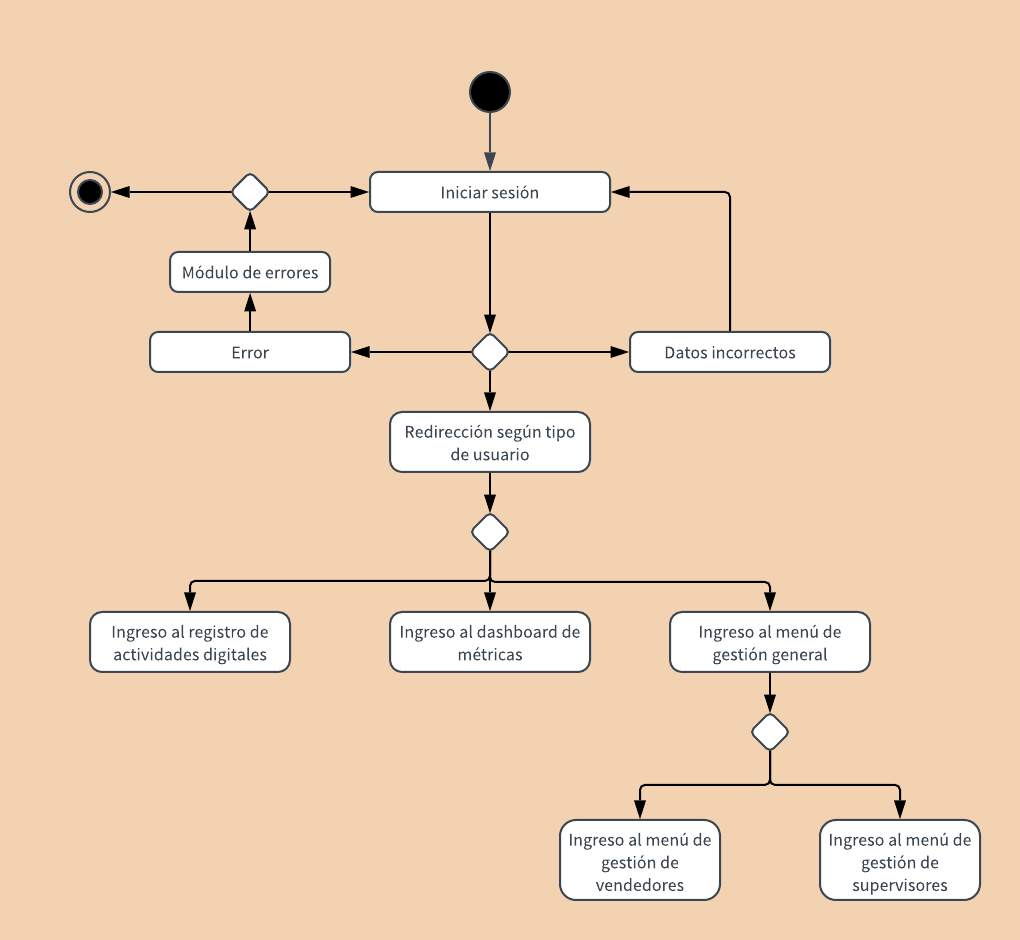 Iniciar sesión
Módulo de errores
Error
Datos incorrectos
Redirección según tipo
de usuario
Ingreso al registro de
actividades digitales
Ingreso al dashboard de
métricas
Ingreso al menú de
gestión general
Ingreso al menú de
gestión de
vendedores
Ingreso al menú de
gestión de
supervisores